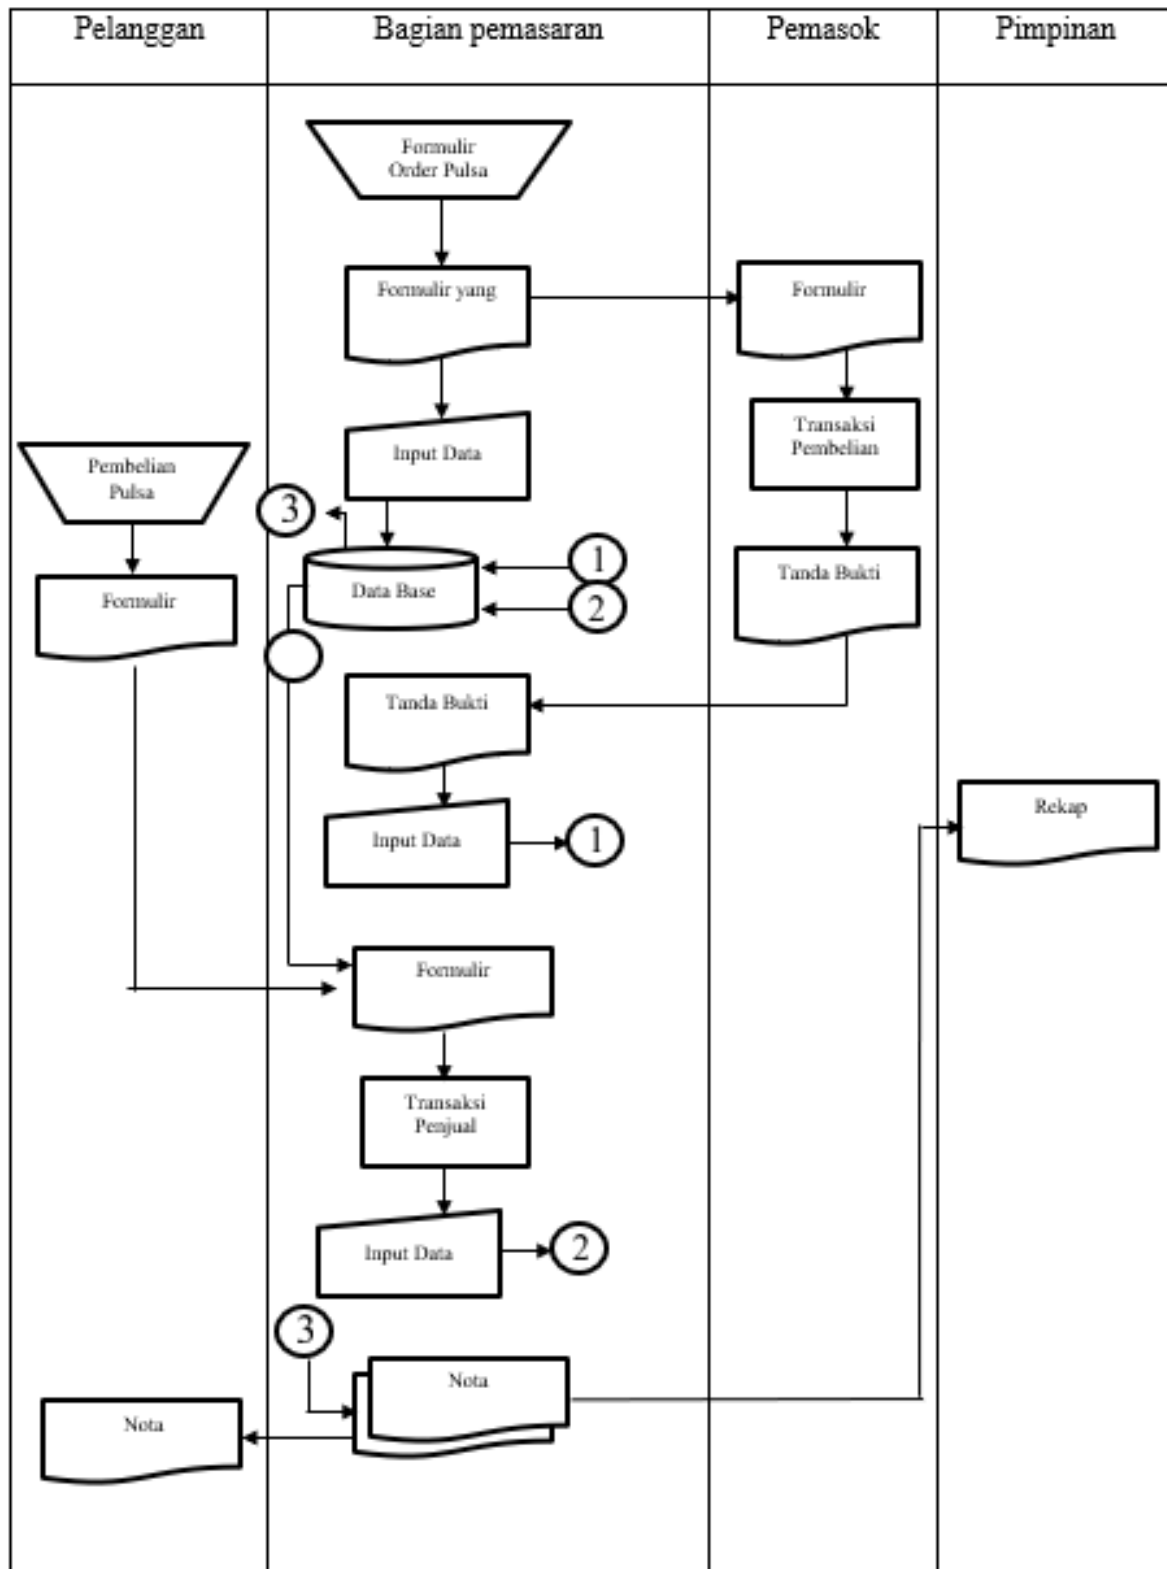 Pelanggan
Bagian pemasaran
Pemasok
Pimpinan
Formulir
Order Pulsa
Formulir yang
Formulir
Transaksi
Pembelian
Input Data
Pembelian
Pulsa
3
1
Data Base
2
Tanda Bukti
Formulir
Tanda Bukti
Rekap
Input Data
1
Formulir
Transaksi
Penjual
Input Data
2
3
Nota
Nota